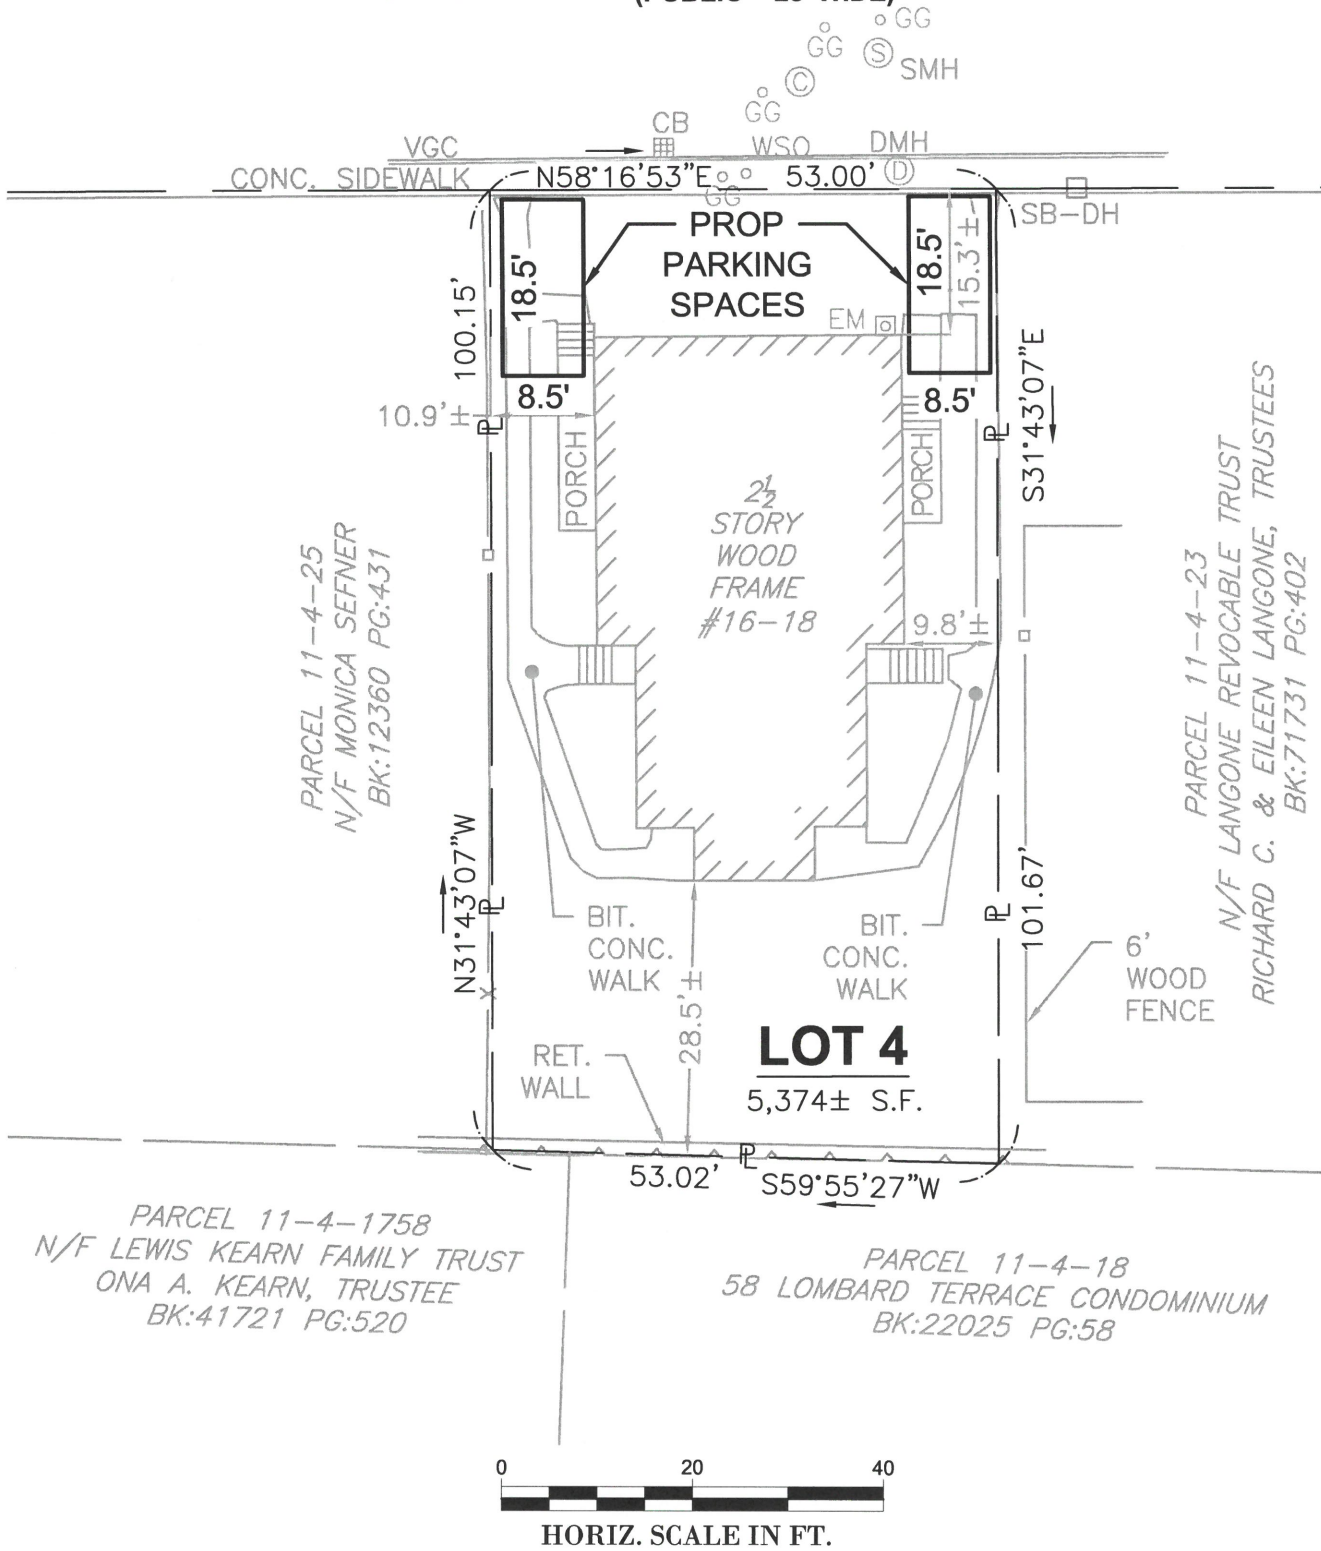 GG
GG
S
SMH
C
GG
CB
VGC
WSO
DMH
CONC. SIDEWALK
N58°16'53"E
53.00'
D
GG
SB-DH
PROP
PARKING
SPACES
18.5'
18.5'
15.3'±
EM
100.15'
S31°43'07"E
8.5'
8.5'
10.9'±
PL
PL
PORCH
PORCH
2½
STORY
WOOD
FRAME
#16-18
9.8'±
PARCEL 11-4-25
N/F MONICA SEFNER
BK:12360 PG:431
PARCEL 11-4-23
N/F LANGONE REVOCABLE TRUST
RICHARD C. & EILEEN LANGONE, TRUSTEES
BK:71731 PG:402
N31°43'07"W
PL
PL
101.67'
BIT.
CONC.
WALK
BIT.
CONC.
WALK
6'
WOOD
FENCE
28.5'±
X
RET.
WALL
LOT 4
5,374± S.F.
53.02'
PL
S59°55'27"W
PARCEL 11-4-1758
N/F LEWIS KEARN FAMILY TRUST
ONA A. KEARN, TRUSTEE
BK:41721 PG:520
PARCEL 11-4-18
58 LOMBARD TERRACE CONDOMINIUM
BK:22025 PG:58
0 20 40
HORIZ. SCALE IN FT.